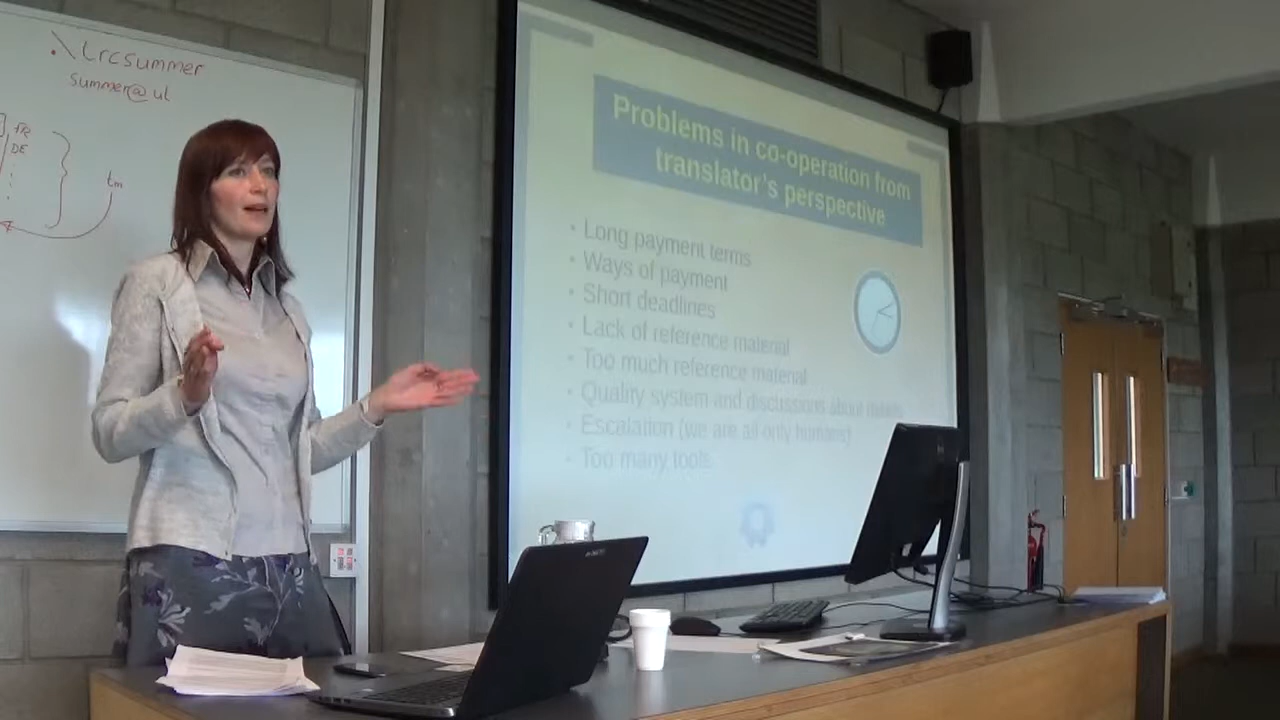 .\lrcsummer
summer@ul
FR
DE
tm
Problems in co-operation from
translator's perspective
• Long payment terms
• Ways of payment
• Short deadlines
• Lack of reference material
• Too much reference material
• Quality system and discussions about
• Escalation (we are all only humans)
• Too many tools